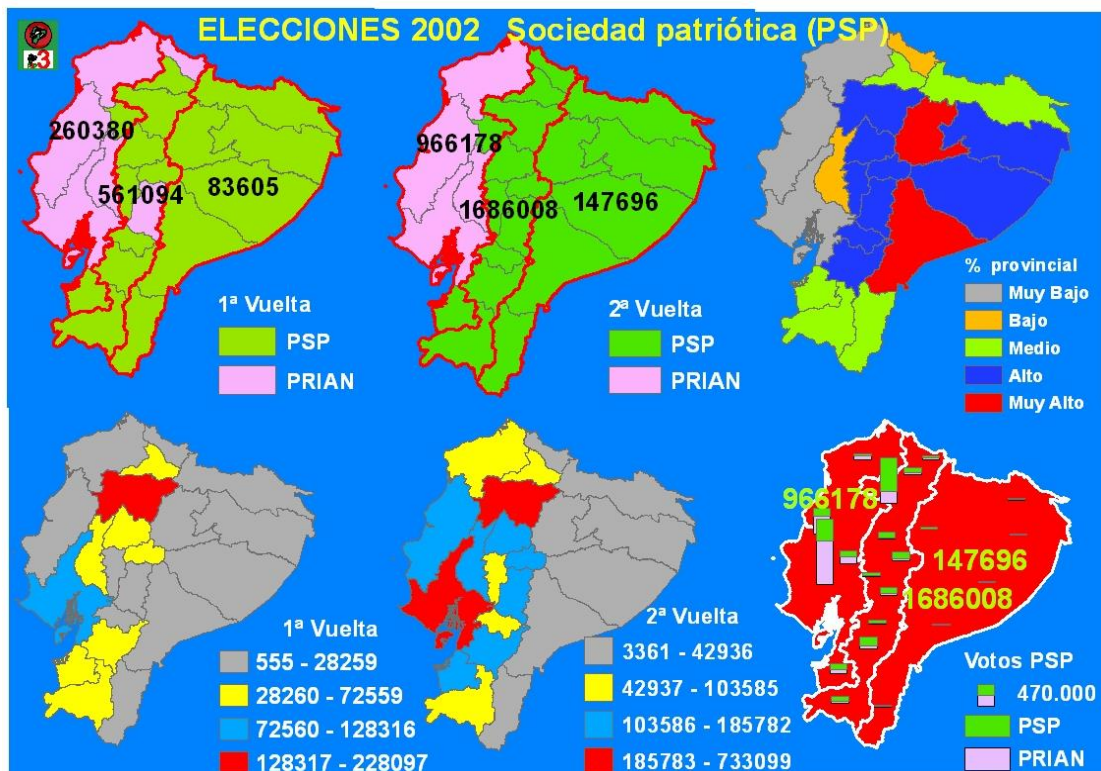 ELECCIONES 2002 Sociedad patriótica (PSP)
3
260380
561094
83605
1ª Vuelta
PSP
PRIAN
966178
1686008
147696
2ª Vuelta
PSP
PRIAN
% provincial
Muy Bajo
Bajo
Medio
Alto
Muy Alto
1ª Vuelta
555 - 28259
28260 - 72559
72560 - 128316
128317 - 228097
2ª Vuelta
3361 - 42936
42937 - 103585
103586 - 185782
185783 - 733099
966178
147696
1686008
Votos PSP
470.000
PSP
PRIAN